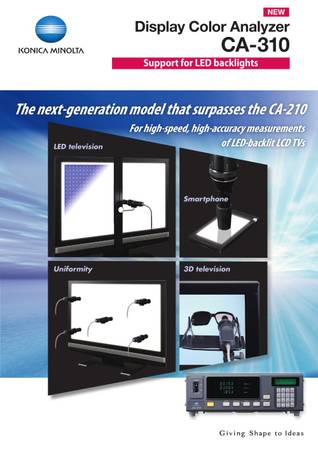 NEW
KONICA MINOLTA
Display Color Analyzer
CA-310
Support for LED backlights
The next-generation model that surpasses the CA-210
For high-speed, high-accuracy measurements
of LED-backlit LCD TVs
LED television
Smartphone
Uniformity
3D television
Giving Shape to Ideas